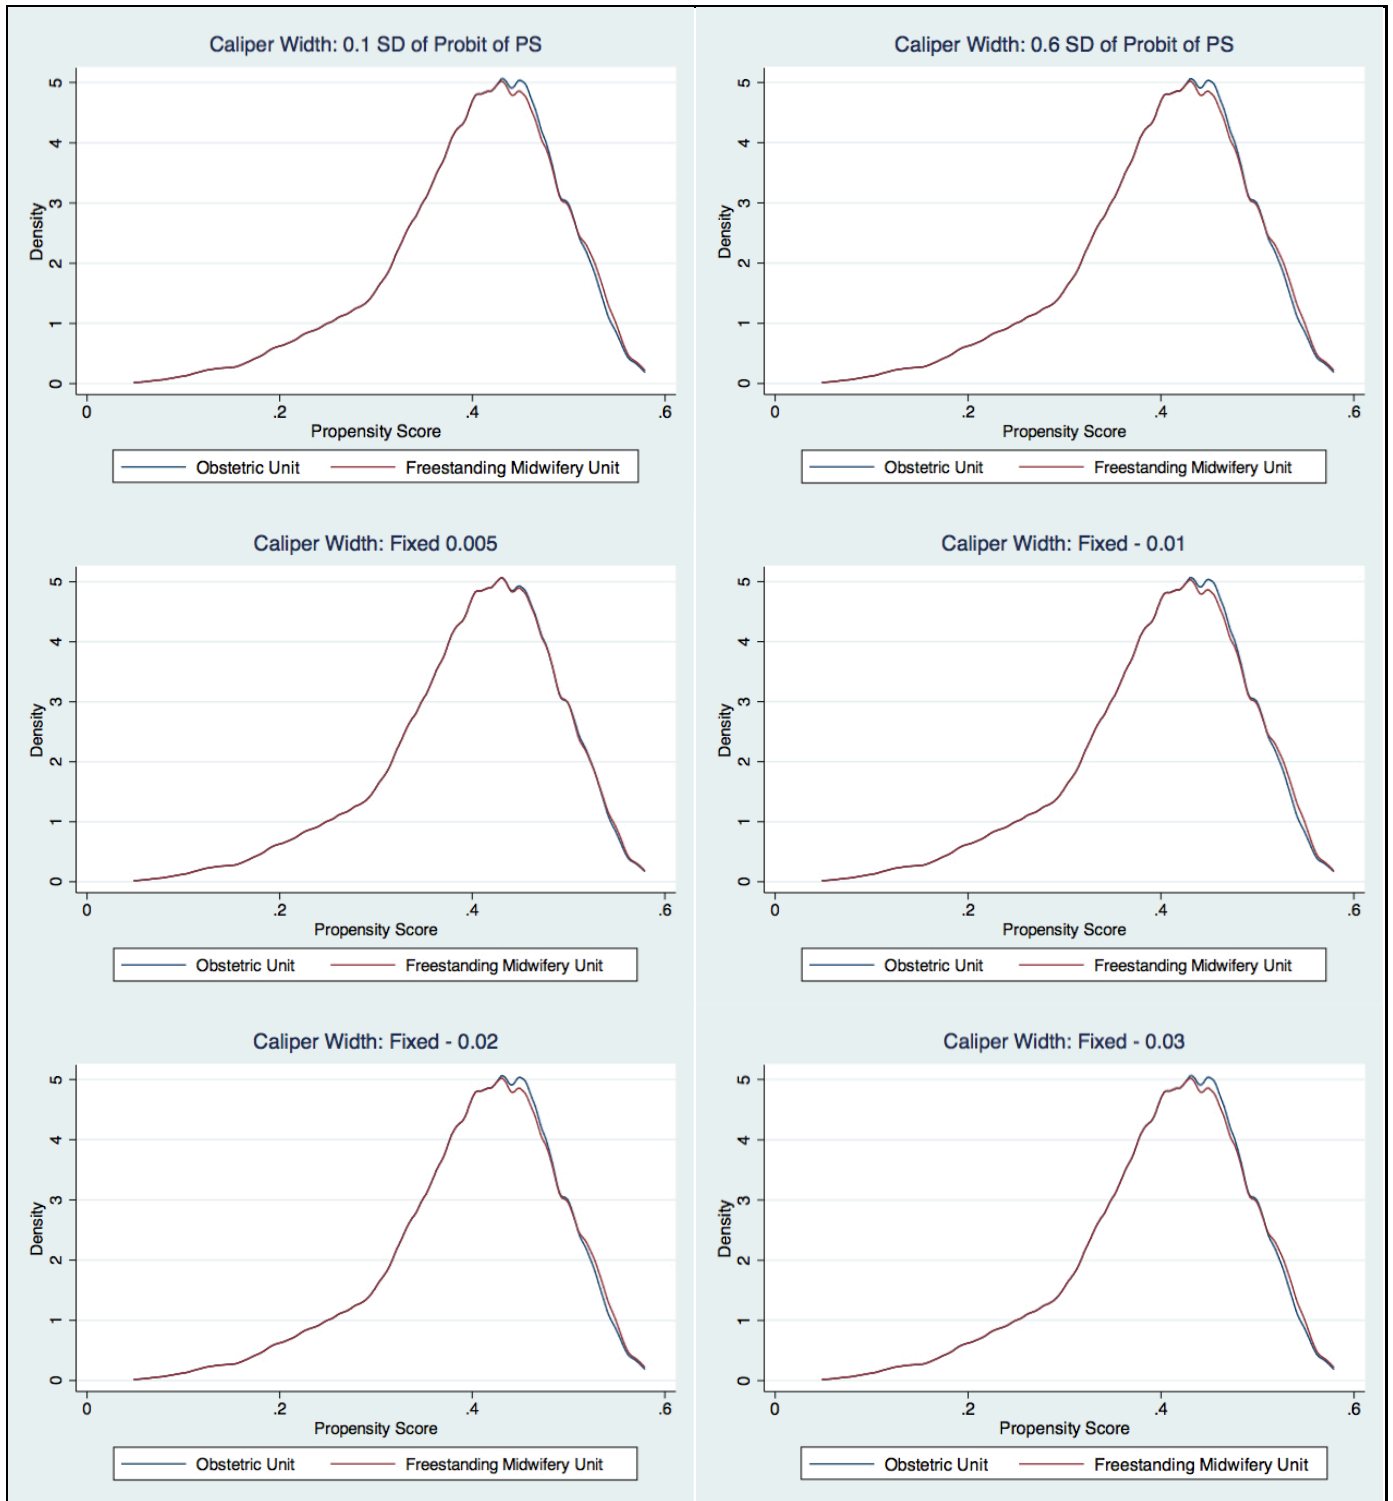 Caliper Width: 0.1 SD of Probit of PS
Density
5
4
3
2
1
0
0 .2 .4 .6
Propensity Score
Obstetric Unit Freestanding Midwifery Unit
Caliper Width: 0.6 SD of Probit of PS
Density
5
4
3
2
1
0
0 .2 .4 .6
Propensity Score
Obstetric Unit Freestanding Midwifery Unit
Caliper Width: Fixed 0.005
Density
5
4
3
2
1
0
0 .2 .4 .6
Propensity Score
Obstetric Unit Freestanding Midwifery Unit
Caliper Width: Fixed - 0.01
Density
5
4
3
2
1
0
0 .2 .4 .6
Propensity Score
Obstetric Unit Freestanding Midwifery Unit
Caliper Width: Fixed - 0.02
Density
5
4
3
2
1
0
0 .2 .4 .6
Propensity Score
Obstetric Unit Freestanding Midwifery Unit
Caliper Width: Fixed - 0.03
Density
5
4
3
2
1
0
0 .2 .4 .6
Propensity Score
Obstetric Unit Freestanding Midwifery Unit